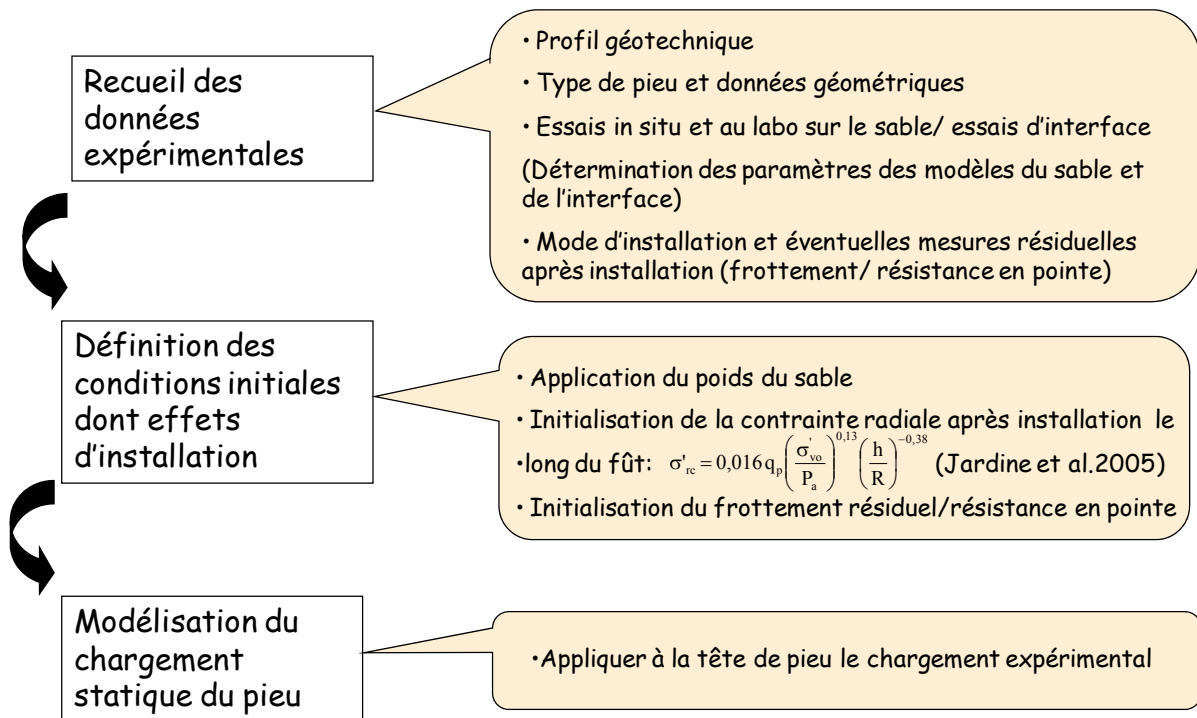 Recueil des
données
expérimentales
• Profil géotechnique
• Type de pieu et données géométriques
• Essais in situ et au labo sur le sable/ essais d'interface
(Détermination des paramètres des modèles du sable et
de l'interface)
• Mode d'installation et éventuelles mesures résiduelles
après installation (frottement/ résistance en pointe)
Définition des
conditions initiales
dont effets
d'installation
• Application du poids du sable
• Initialisation de la contrainte radiale après installation le
•long du fût: σ'rc = 0,016 qp (σ'vo / Pa)^0,13 (h / R)^−0,38 (Jardine et al.2005)
• Initialisation du frottement résiduel/résistance en pointe
Modélisation du
chargement
statique du pieu
•Appliquer à la tête de pieu le chargement expérimental